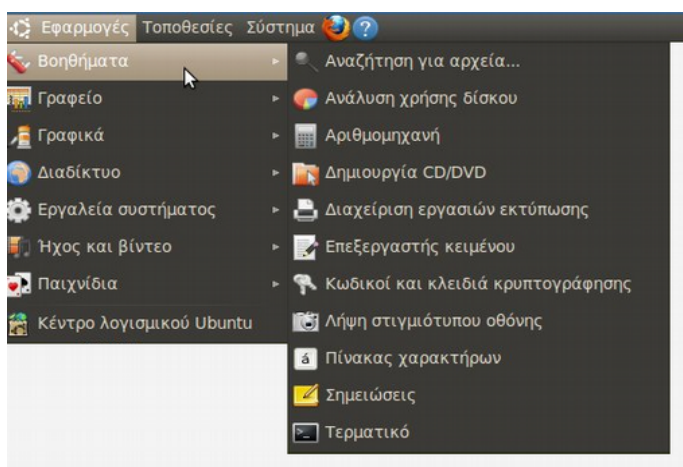 Εφαρμογές Τοποθεσίες Σύστημα
Βοηθήματα
Γραφείο
Γραφικά
Διαδίκτυο
Εργαλεία συστήματος
Ήχος και βίντεο
Παιχνίδια
Κέντρο λογισμικού Ubuntu
Αναζήτηση για αρχεία...
Ανάλυση χρήσης δίσκου
Αριθμομηχανή
Δημιουργία CD/DVD
Διαχείριση εργασιών εκτύπωσης
Επεξεργαστής κειμένου
Κωδικοί και κλειδιά κρυπτογράφησης
Λήψη στιγμιότυπου οθόνης
Πίνακας χαρακτήρων
Σημειώσεις
Τερματικό